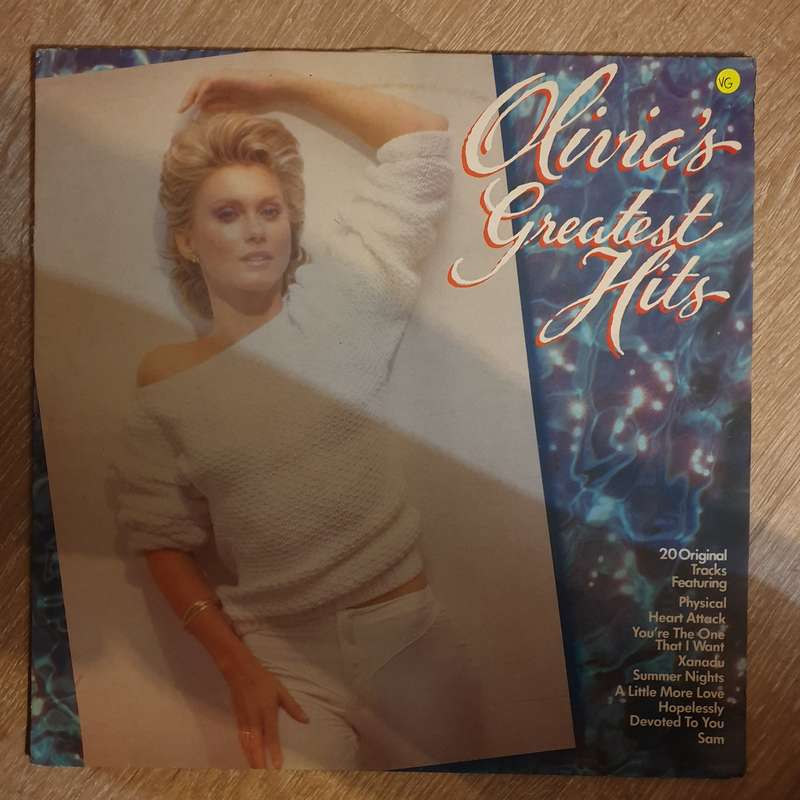 Olivia's
Greatest
Hits
VG
20 Original
Tracks
Featuring
Physical
Heart Attack
You're The One
That I Want
Xanadu
Summer Nights
A Little More Love
Hopelessly
Devoted To You
Sam